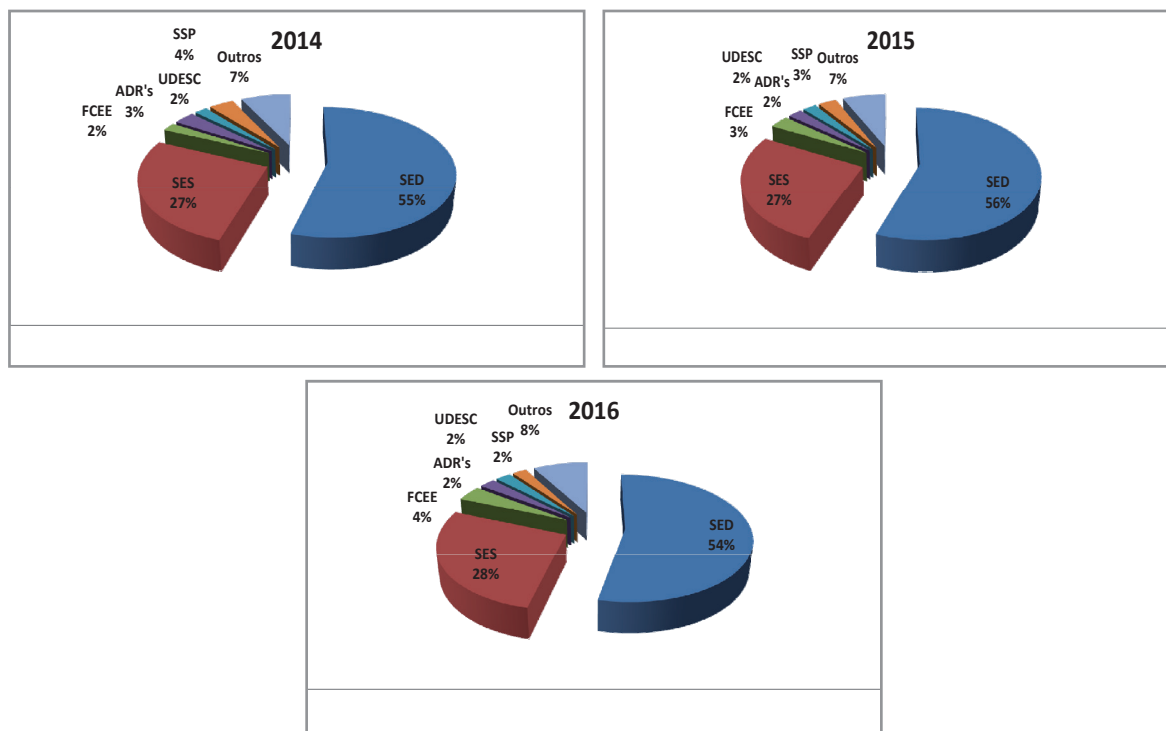 2014
SSP
4%
Outros
7%
UDESC
2%
ADR's
3%
FCEE
2%
SES
27%
SED
55%
2015
UDESC
2%
SSP
3%
Outros
7%
ADR's
2%
FCEE
3%
SES
27%
SED
56%
2016
Outros
8%
UDESC
2%
SSP
2%
ADR's
2%
FCEE
4%
SES
28%
SED
54%